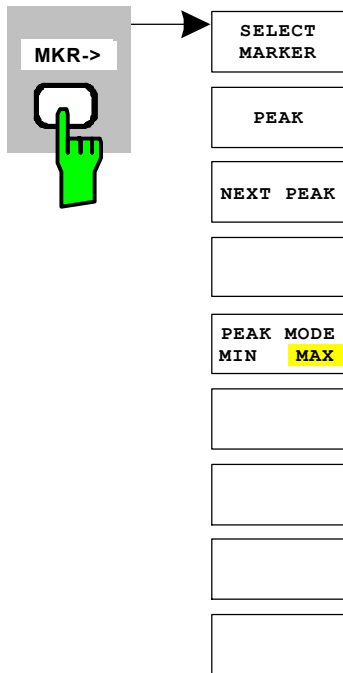 MKR->
SELECT
MARKER
PEAK
NEXT PEAK
PEAK MODE
MIN MAX